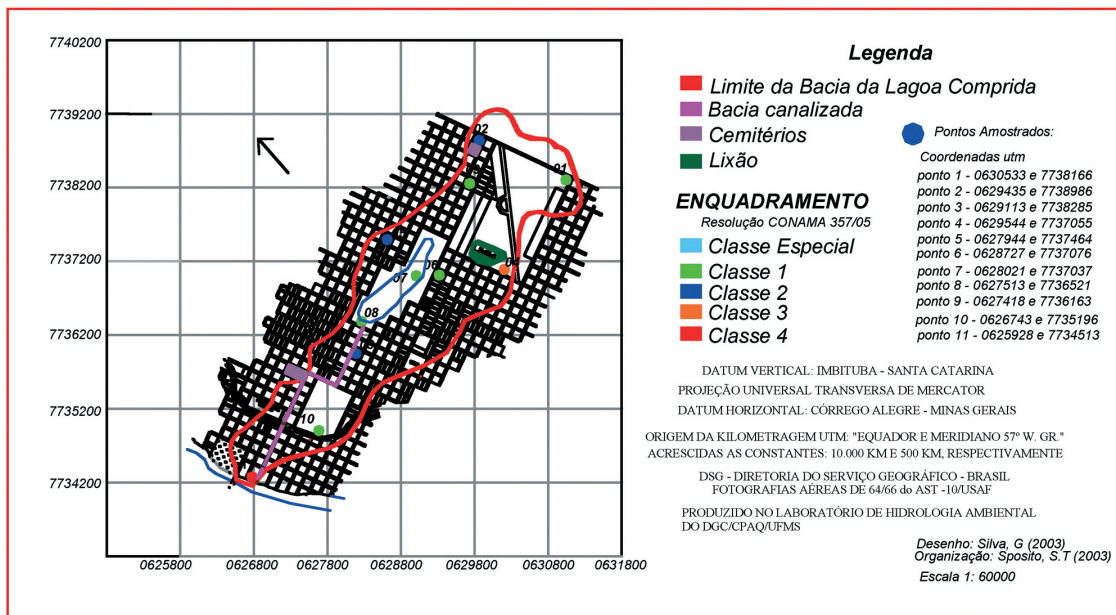 7740200
7739200
7738200
7737200
7736200
7735200
7734200
0625800
0626800
0627800
0628800
0629800
0630800
0631800
02
01
04
06
07
08
10
Legenda
Limite da Bacia da Lagoa Comprida
Bacia canalizada
Cemitérios
Lixão
ENQUADRAMENTO
Resolução CONAMA 357/05
Classe Especial
Classe 1
Classe 2
Classe 3
Classe 4
Pontos Amostrados:
Coordenadas utm
ponto 1 - 0630533 e 7738166
ponto 2 - 0629435 e 7738986
ponto 3 - 0629113 e 7738285
ponto 4 - 0629544 e 7737055
ponto 5 - 0627944 e 7737464
ponto 6 - 0628727 e 7737076
ponto 7 - 0628021 e 7737037
ponto 8 - 0627513 e 7736521
ponto 9 - 0627418 e 7736163
ponto 10 - 0626743 e 7735196
ponto 11 - 0625928 e 7734513
DATUM VERTICAL: IMBITUBA - SANTA CATARINA
PROJEÇÃO UNIVERSAL TRANSVERSA DE MERCATOR
DATUM HORIZONTAL: CÓRREGO ALEGRE - MINAS GERAIS
ORIGEM DA KILOMETRAGEM UTM: "EQUADOR E MERIDIANO 57º W. GR."
ACRESCIDAS AS CONSTANTES: 10.000 KM E 500 KM, RESPECTIVAMENTE
DSG - DIRETORIA DO SERVIÇO GEOGRÁFICO - BRASIL
FOTOGRAFIAS AÉREAS DE 64/66 do AST -10/USAF
PRODUZIDO NO LABORATÓRIO DE HIDROLOGIA AMBIENTAL
DO DGC/CPAQ/UFMS
Desenho: Silva, G (2003)
Organização: Sposito, S.T (2003)
Escala 1: 60000